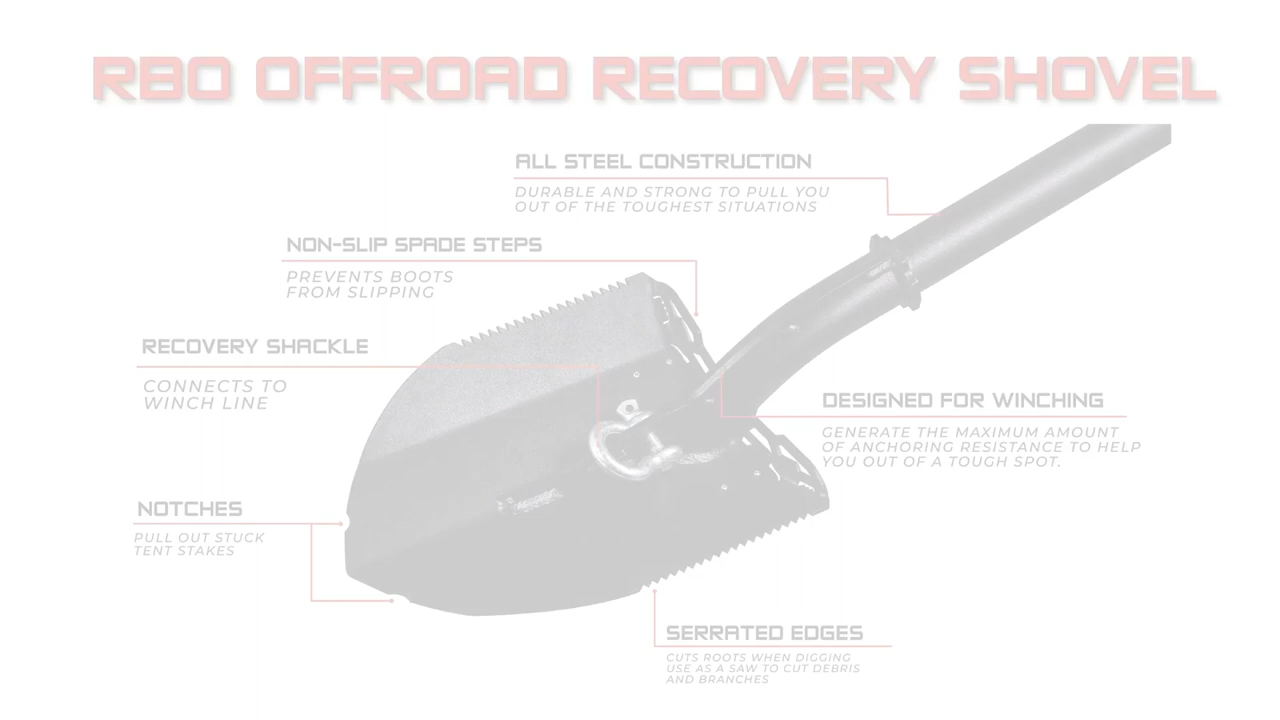 RBO OFFROAD RECOVERY SHOVEL
ALL STEEL CONSTRUCTION
DURABLE AND STRONG TO PULL YOU
OUT OF THE TOUGHEST SITUATIONS
NON-SLIP SPADE STEPS
PREVENTS BOOTS
FROM SLIPPING
RECOVERY SHACKLE
CONNECTS TO
WINCH LINE
DESIGNED FOR WINCHING
GENERATE THE MAXIMUM AMOUNT
OF ANCHORING RESISTANCE TO HELP
YOU OUT OF A TOUGH SPOT.
NOTCHES
PULL OUT STUCK
TENT STAKES
SERRATED EDGES
CUTS ROOTS WHEN DIGGING
USE AS A SAW TO CUT DEBRIS
AND BRANCHES